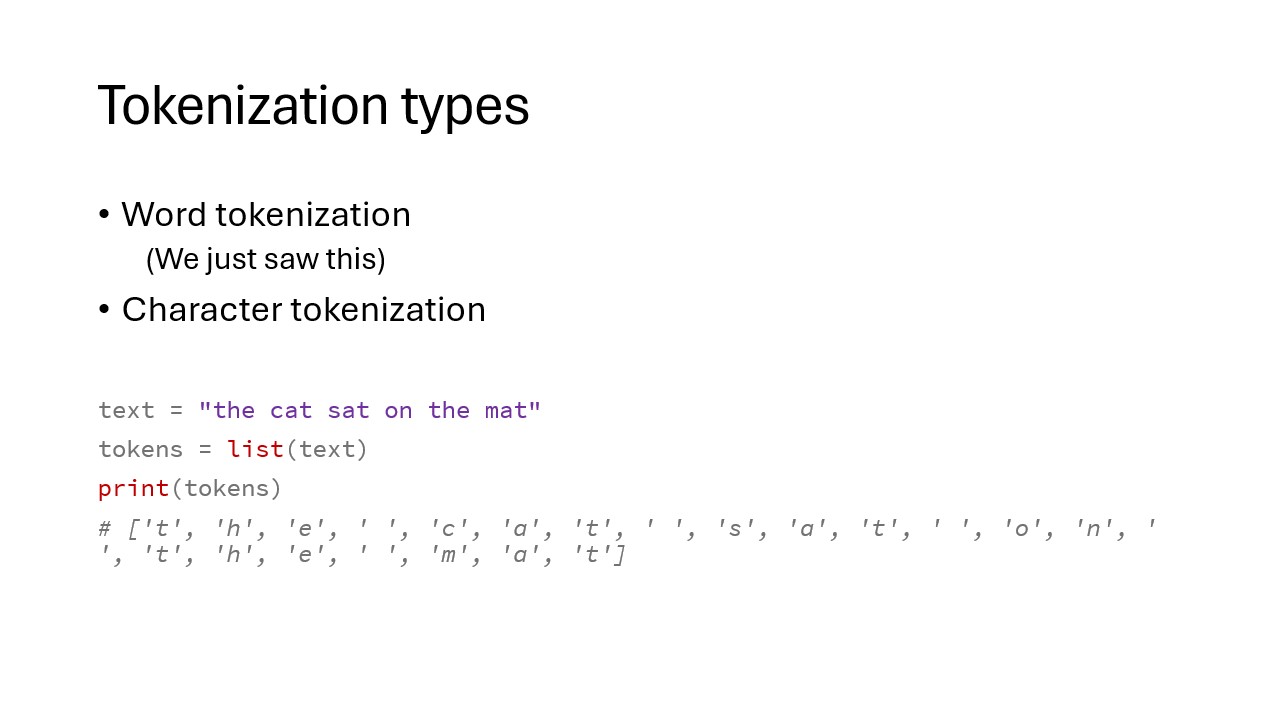 Tokenization types
• Word tokenization
(We just saw this)
• Character tokenization
text = "the cat sat on the mat"
tokens = list(text)
print(tokens)
# ['t', 'h', 'e', ' ', 'c', 'a', 't', ' ', 's', 'a', 't', ' ', 'o', 'n', '
', 't', 'h', 'e', ' ', 'm', 'a', 't']